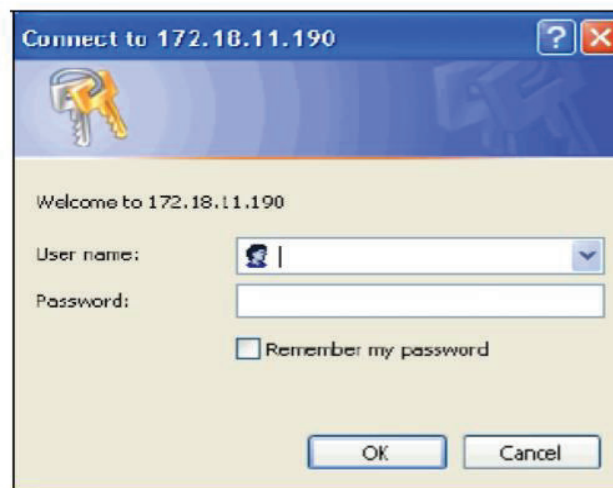 Connect to 172.18.11.190
?
Welcome to 172.18.11.190
User name:
Password:
Remember my password
OK
Cancel